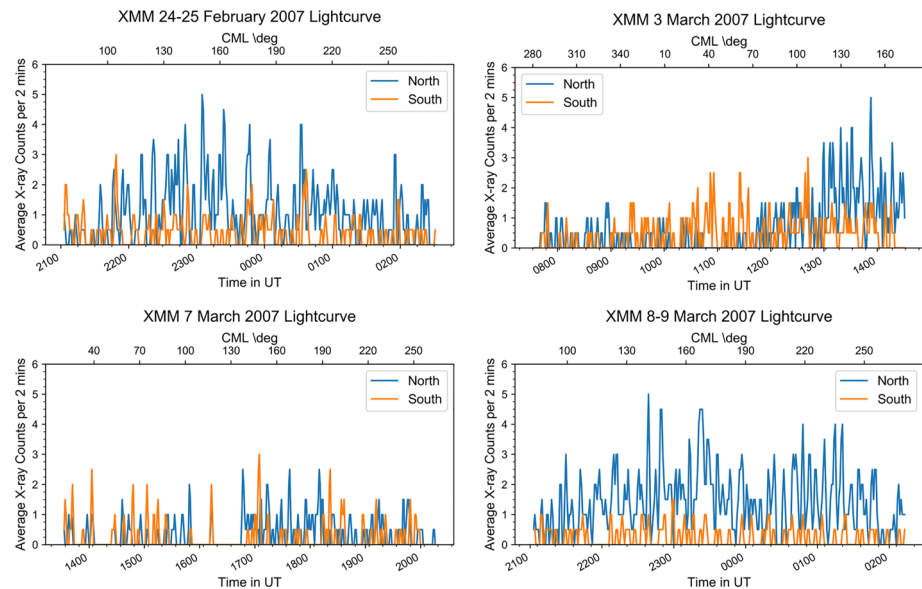 XMM 24-25 February 2007 Lightcurve
CML \deg
100 130 150 180 200 230 250
Average X-ray Counts per 2 mins
6
5
4
3
2
1
0
North
South
2100 2200 2300 0000 0100 0200
Time in UT
XMM 3 March 2007 Lightcurve
CML \deg
280 310 340 10 40 70 100 130 160
Average X-ray Counts per 2 mins
6
5
4
3
2
1
0
North
South
0800 0900 1000 1100 1200 1300 1400
Time in UT
XMM 7 March 2007 Lightcurve
CML \deg
40 70 100 140 160 190 220 250
Average X-ray Counts per 2 mins
6
5
4
3
2
1
0
North
South
1400 1500 1600 1700 1800 1900 2000
Time in UT
XMM 8-9 March 2007 Lightcurve
CML \deg
100 130 160 190 220 240 260
Average X-ray Counts per 2 mins
6
5
4
3
2
1
0
North
South
2100 2200 2300 0000 0100 0200
Time in UT